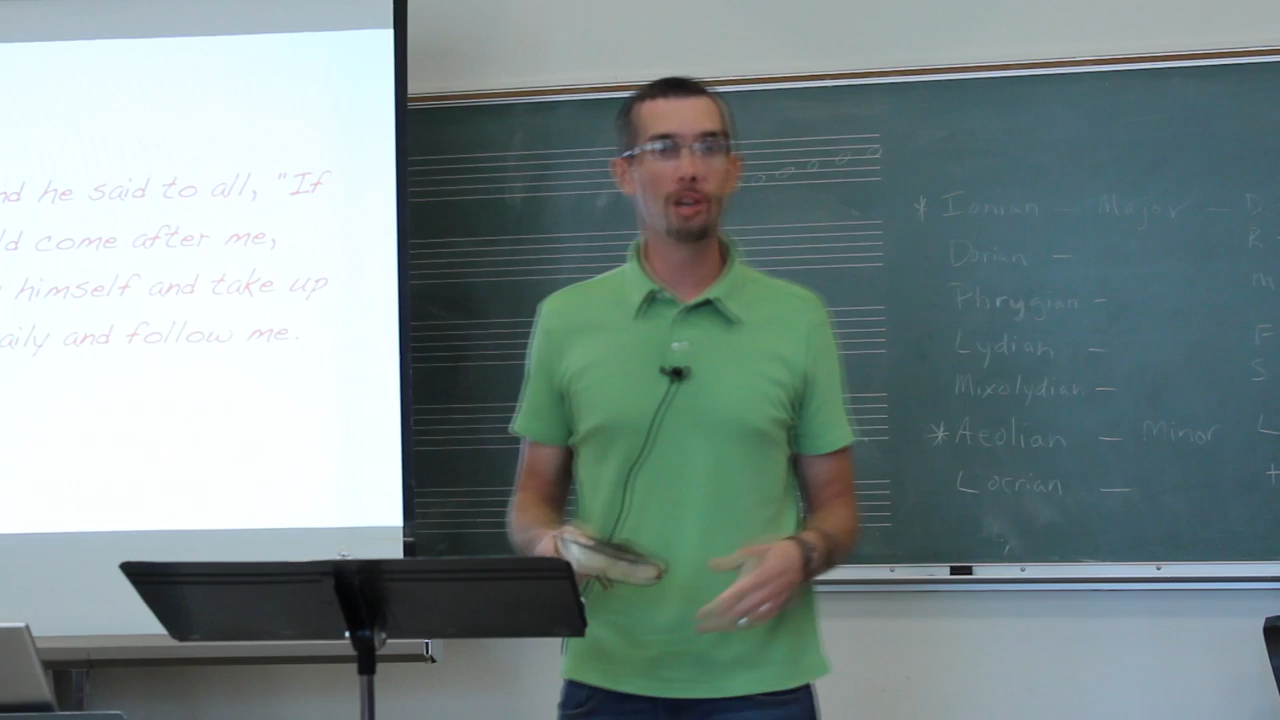 he said to all, "If
come after me,
himself and take up
and follow me.
* Ionian - Major - D
R
Dorian -
m
Phrygian -
F
Lydian -
S
Mixolydian -
* Aeolian - Minor L
Locrian - t